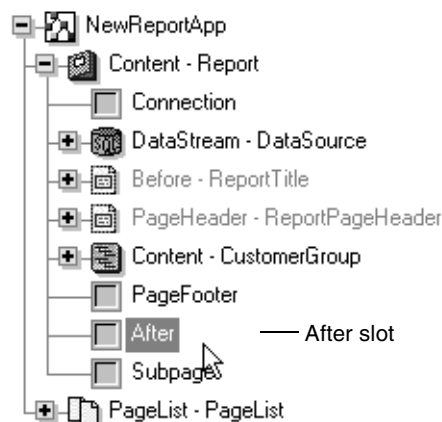 NewReportApp
Content - Report
Connection
DataStream - DataSource
Before - ReportTitle
PageHeader - ReportPageHeader
Content - CustomerGroup
PageFooter
After After slot
Subpages
PageList - PageList